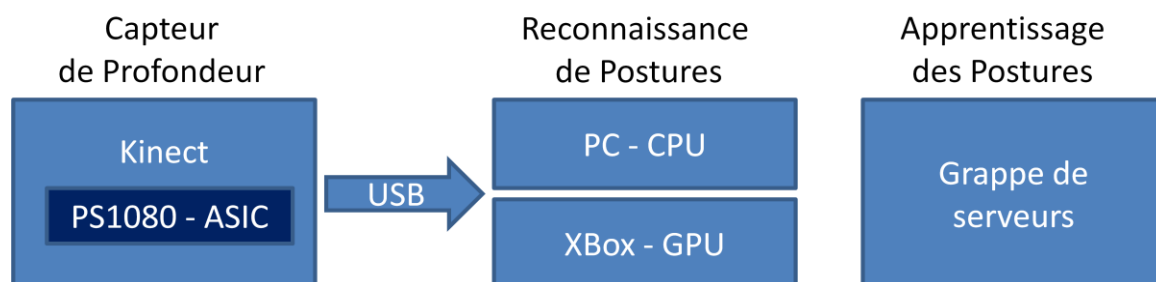 Capteur
de Profondeur
Kinect
PS1080 - ASIC
USB
Reconnaissance
de Postures
PC - CPU
XBox - GPU
Apprentissage
des Postures
Grappe de
serveurs